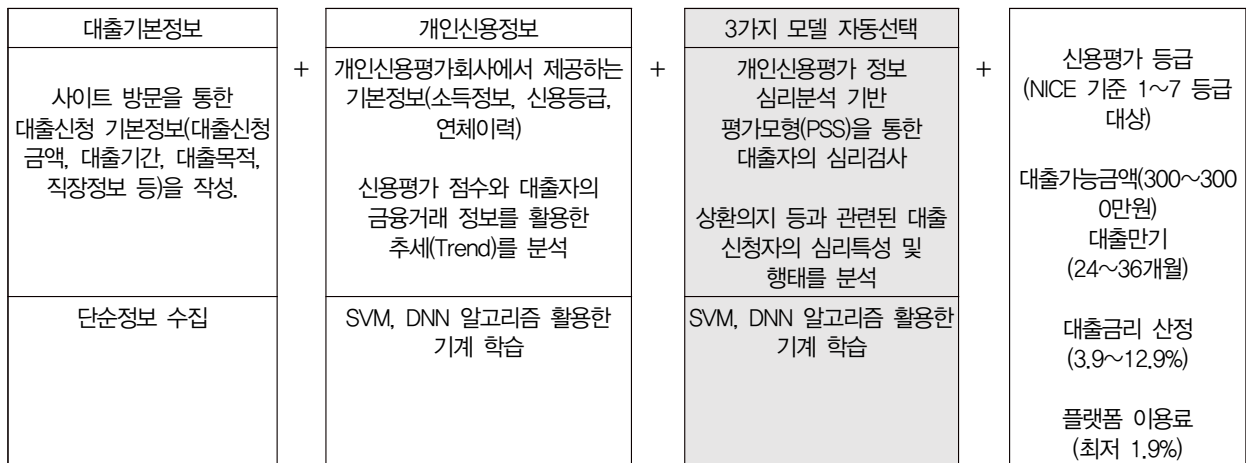 대출기본정보
사이트 방문을 통한
대출신청 기본정보(대출신청
금액, 대출기간, 대출목적,
직장정보 등)을 작성.
단순정보 수집
+
개인신용정보
개인신용평가회사에서 제공하는
기본정보(소득정보, 신용등급,
연체이력)
신용평가 점수와 대출자의
금융거래 정보를 활용한
추세(Trend)를 분석
SVM, DNN 알고리즘 활용한
기계 학습
+
3가지 모델 자동선택
개인신용평가 정보
심리분석 기반
평가모형(PSS)을 통한
대출자의 심리검사
상환의지 등과 관련된 대출
신청자의 심리특성 및
행태를 분석
SVM, DNN 알고리즘 활용한
기계 학습
+
신용평가 등급
(NICE 기준 1~7 등급
대상)
대출가능금액(300~300
0만원)
대출만기
(24~36개월)
대출금리 산정
(3.9~12.9%)
플랫폼 이용료
(최저 1.9%)